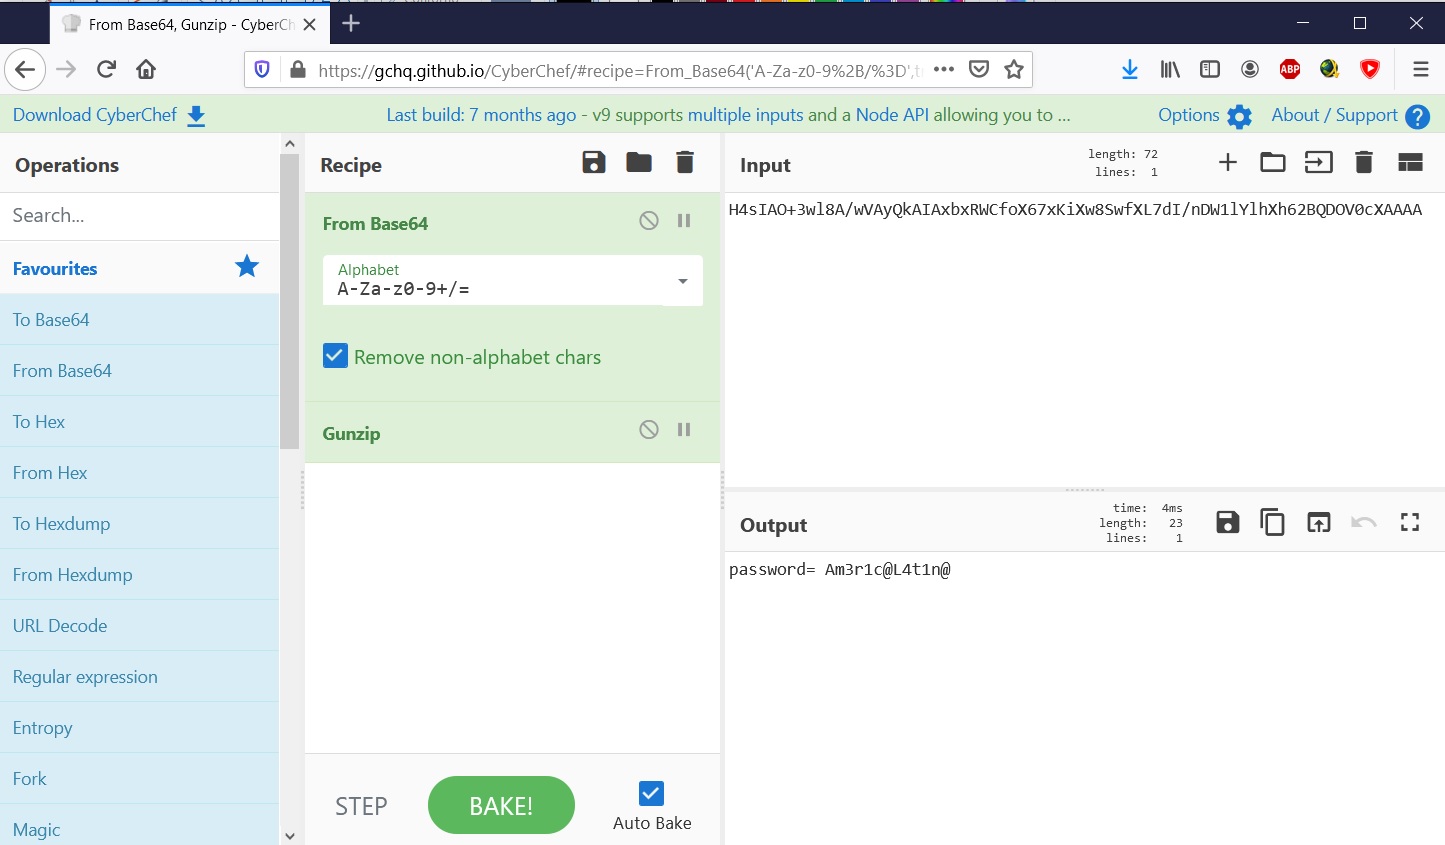 From Base64, Gunzip - CyberCh
https://gchq.github.io/CyberChef/#recipe=From_Base64('A-Za-z0-9%2B/%3D',t
ABP
Download CyberChef
Last build: 7 months ago - v9 supports multiple inputs and a Node API allowing you to ...
Options
About / Support
Operations
Search...
Favourites
To Base64
From Base64
To Hex
From Hex
To Hexdump
From Hexdump
URL Decode
Regular expression
Entropy
Fork
Magic
Recipe
From Base64
Alphabet
A-Za-z0-9+/=
Remove non-alphabet chars
Gunzip
STEP
BAKE!
Auto Bake
Input
length: 72
lines: 1
H4sIAO+3Wl8A/wVAyQkAIAxbxRWCfoX67xKiXw8SwfXL7dI/nDW1lYlhXh62BQDOV0cXAAAA
Output
time: 4ms
length: 23
lines: 1
password= Am3r1c@L4t1n@